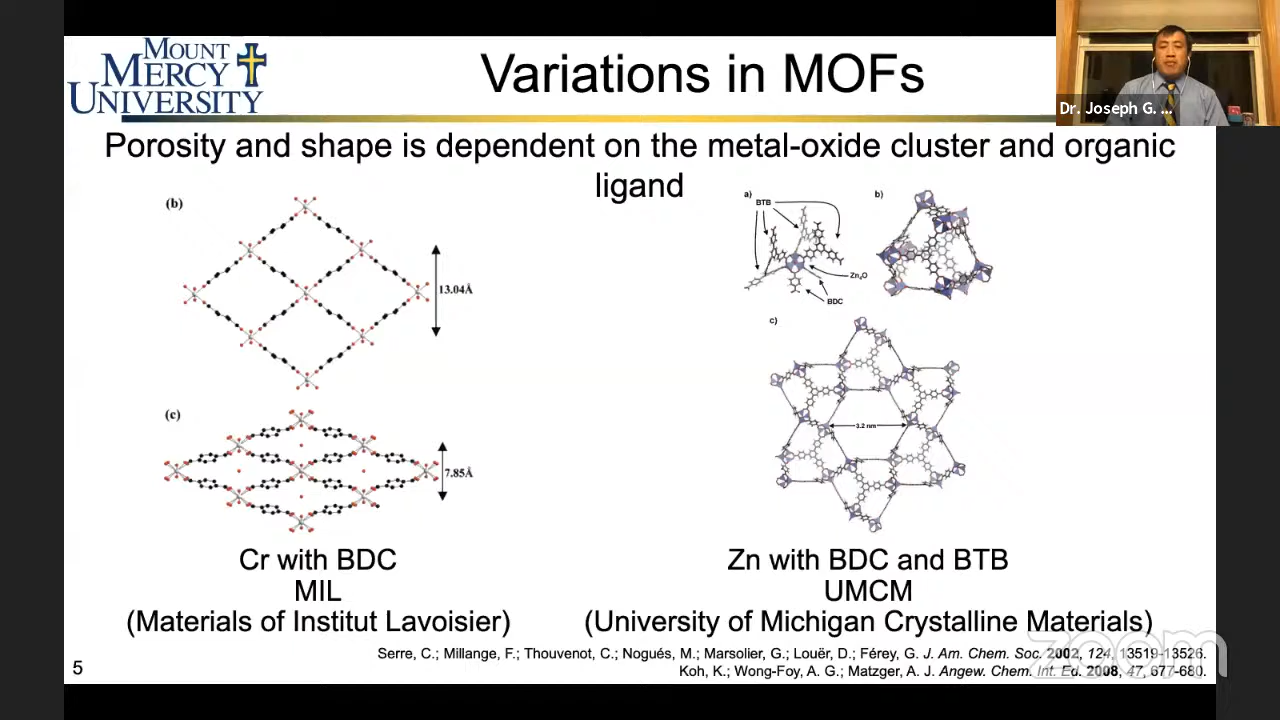 MOUNT
MERCY
UNIVERSITY
Variations in MOFs
Dr. Joseph G. ...
Porosity and shape is dependent on the metal-oxide cluster and organic
ligand
(b)
13.04Å
(c)
7.85Å
a)
BTB
Zn₄O
BDC
b)
c)
3.2 nm
Cr with BDC
MIL
(Materials of Institut Lavoisier)
Zn with BDC and BTB
UMCM
(University of Michigan Crystalline Materials)
Serre, C.; Millange, F.; Thouvenot, C.; Nogués, M.; Marsolier, G.; Louër, D.; Férey, G. J. Am. Chem. Soc. 2002, 124, 13519-13526.
Koh, K.; Wong-Foy, A. G.; Matzger, A. J. Angew. Chem. Int. Ed. 2008, 47, 677-680.
5
zoom